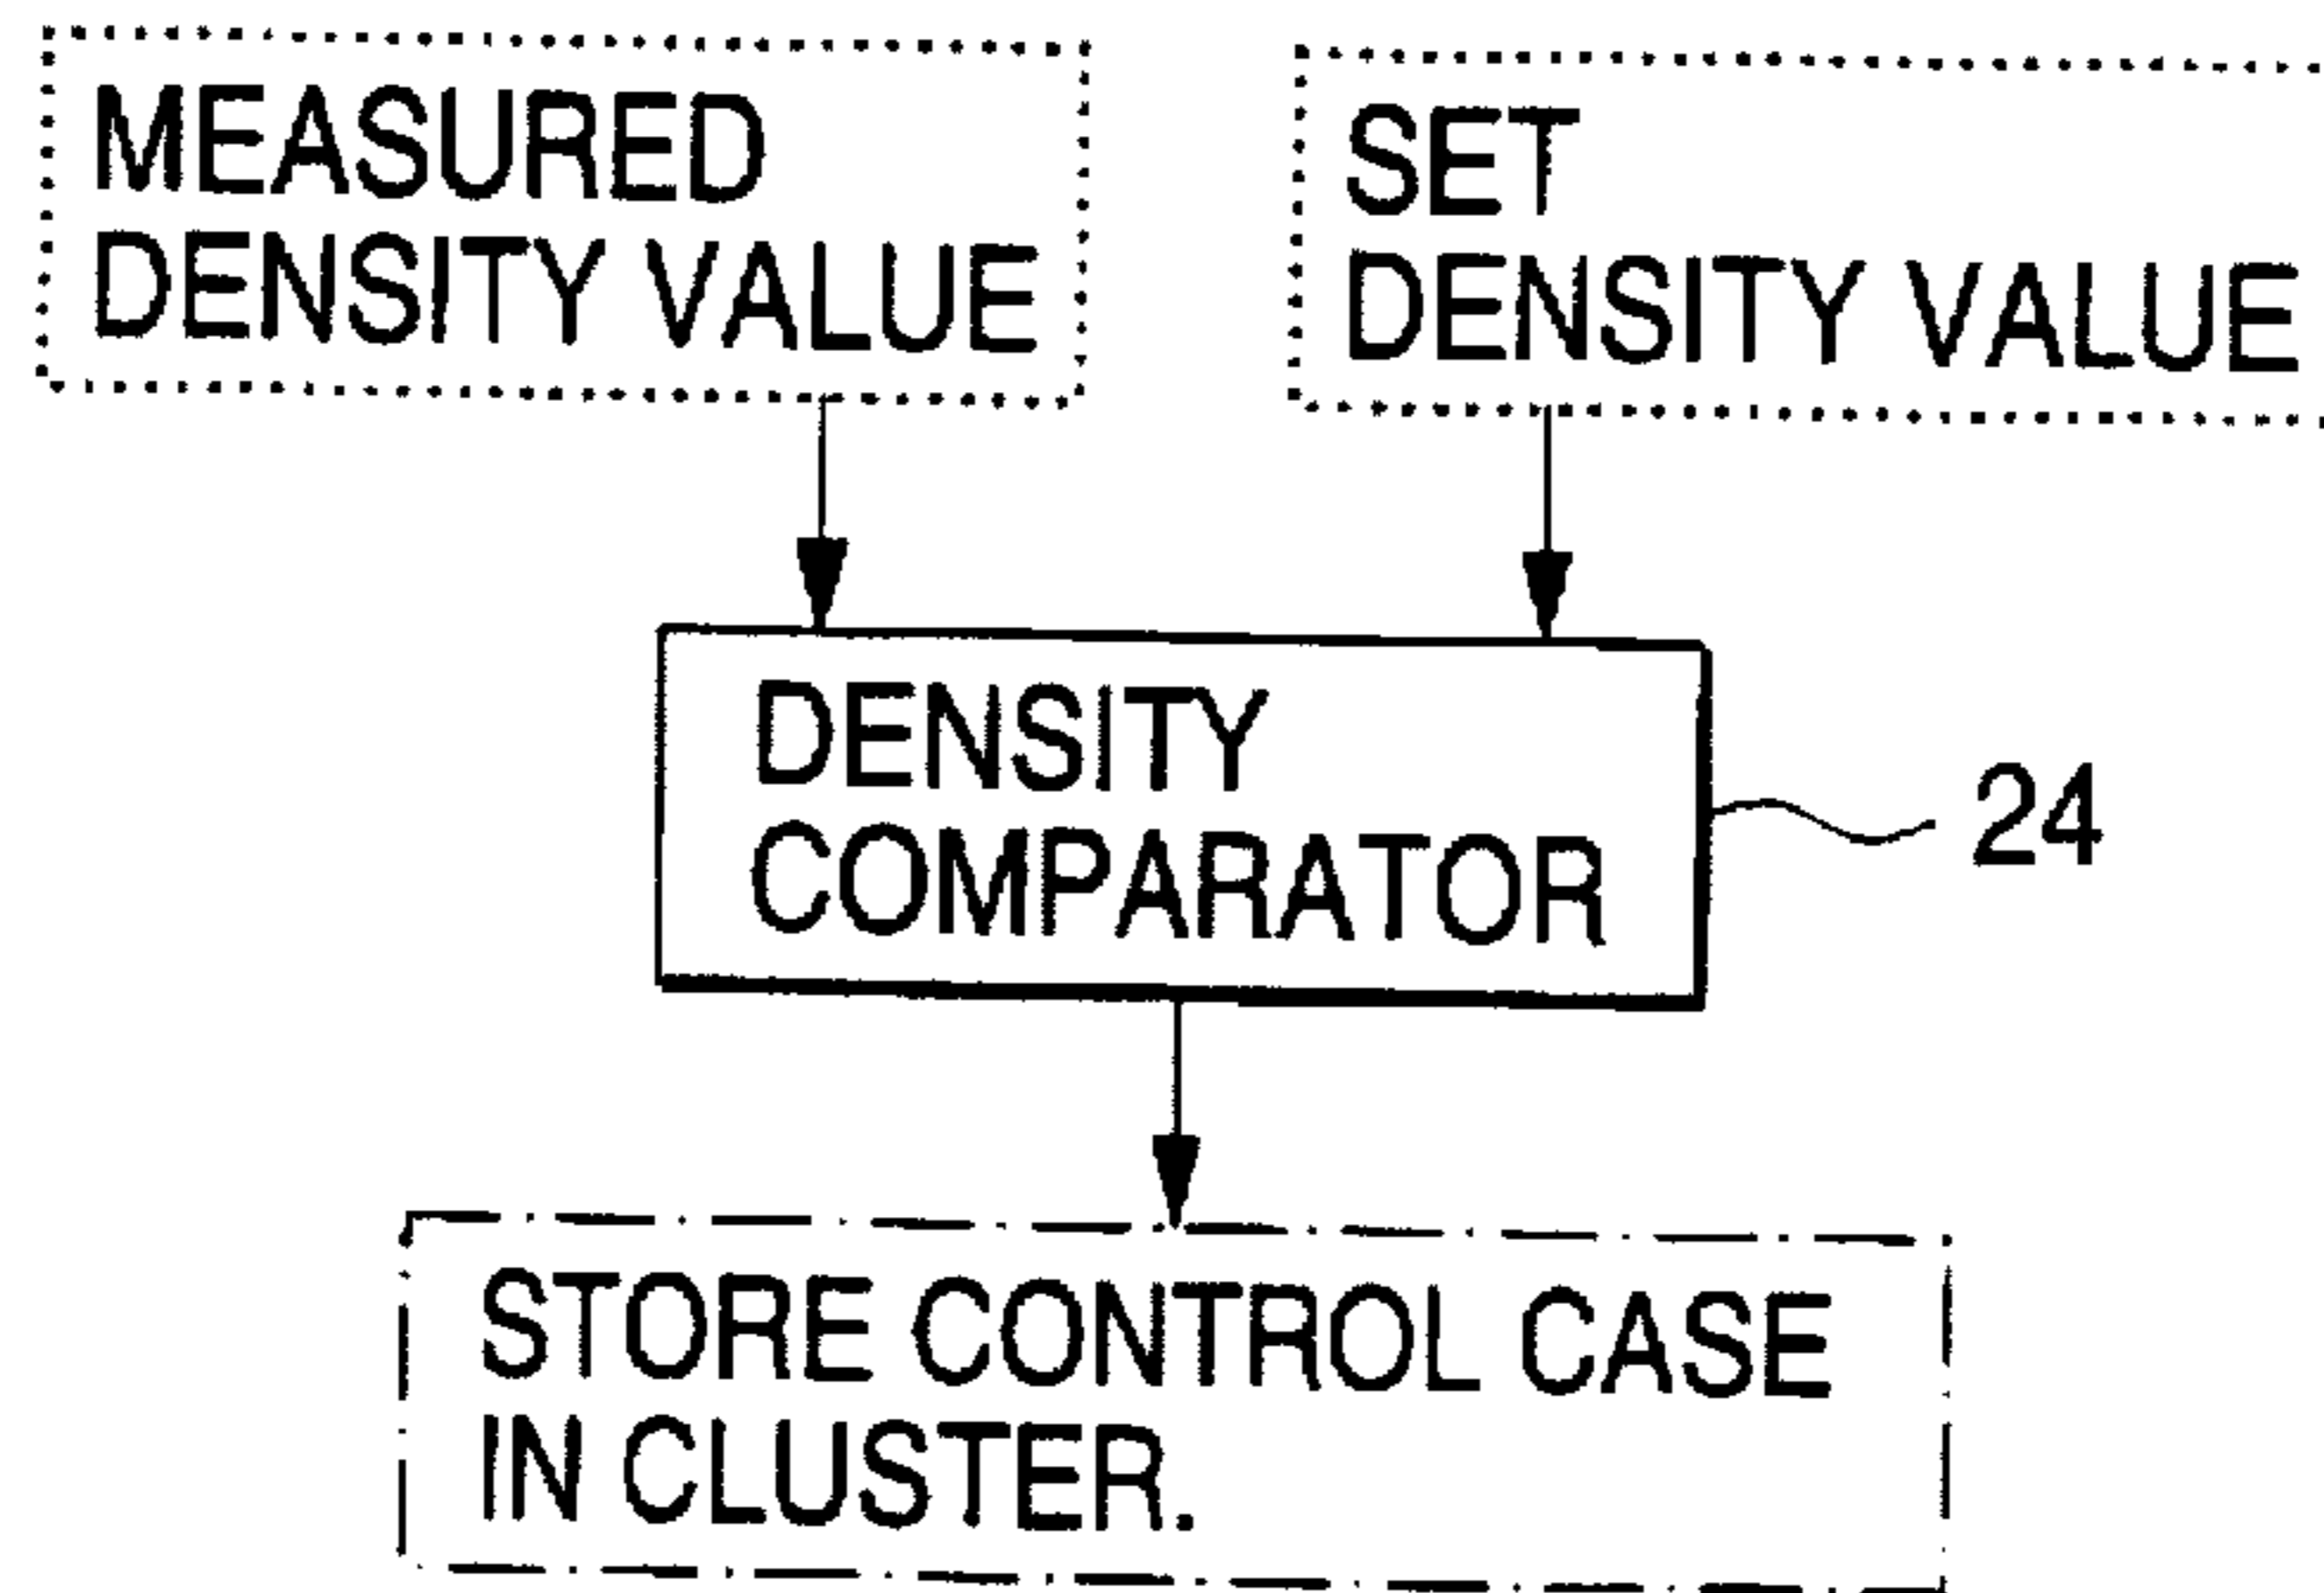 MEASURED
DENSITY VALUE
SET
DENSITY VALUE
DENSITY
COMPARATOR
24
STORE CONTROL CASE
IN CLUSTER.